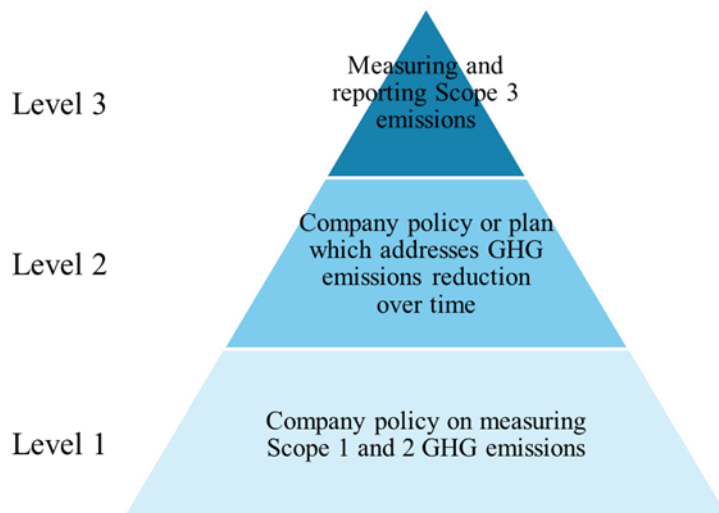 Level 3
Measuring and
reporting Scope 3
emissions
Level 2
Company policy or plan
which addresses GHG
emissions reduction
over time
Level 1
Company policy on measuring
Scope 1 and 2 GHG emissions